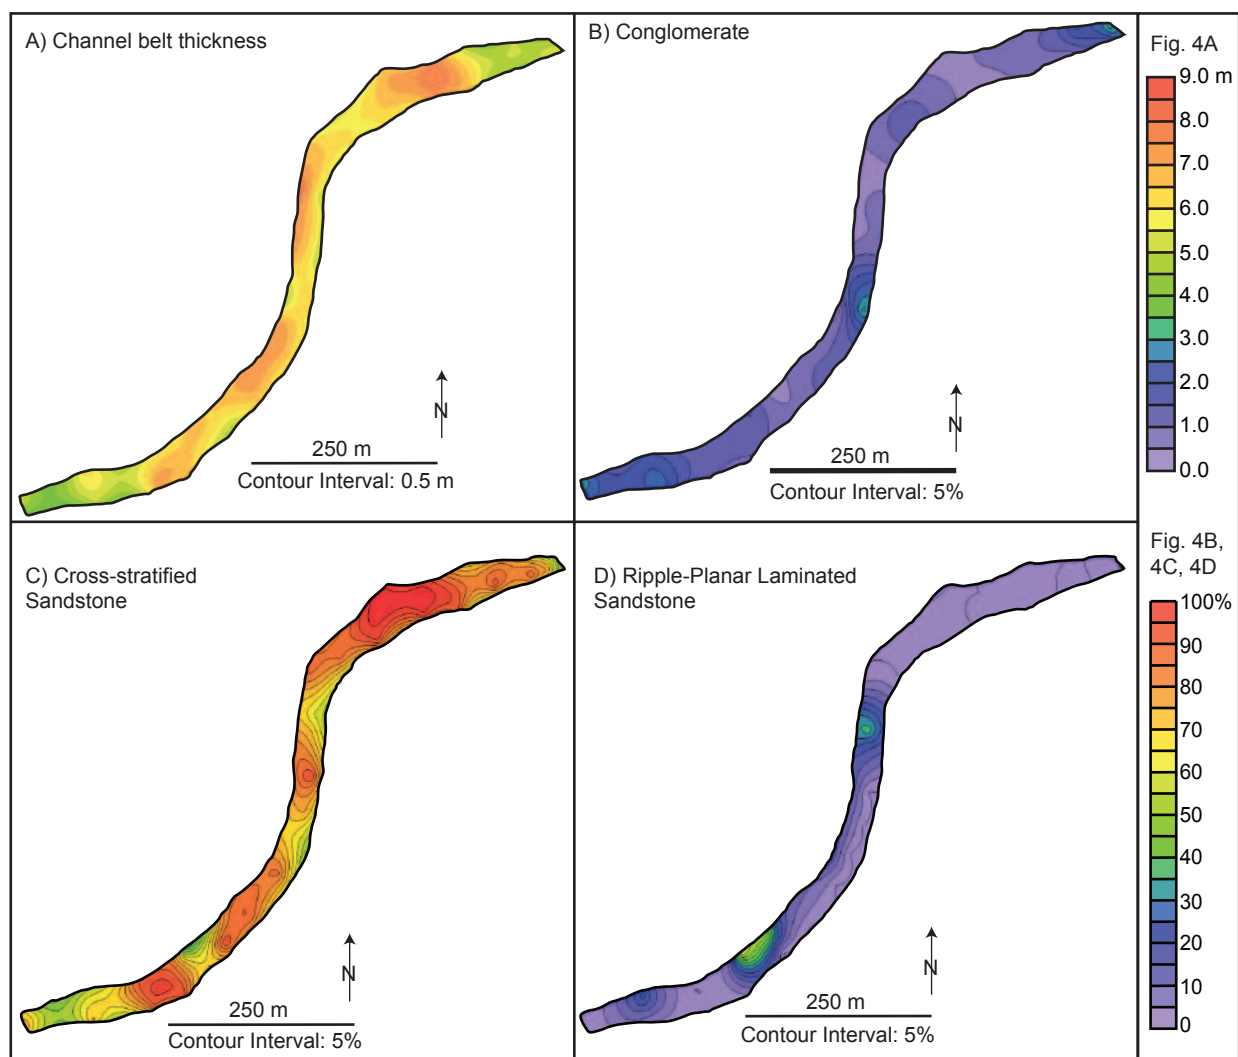 A) Channel belt thickness
N
250 m
Contour Interval: 0.5 m
B) Conglomerate
N
250 m
Contour Interval: 5%
Fig. 4A
9.0 m
8.0
7.0
6.0
5.0
4.0
3.0
2.0
1.0
0.0
C) Cross-stratified
Sandstone
N
250 m
Contour Interval: 5%
D) Ripple-Planar Laminated
Sandstone
N
250 m
Contour Interval: 5%
Fig. 4B,
4C, 4D
100%
90
80
70
60
50
40
30
20
10
0